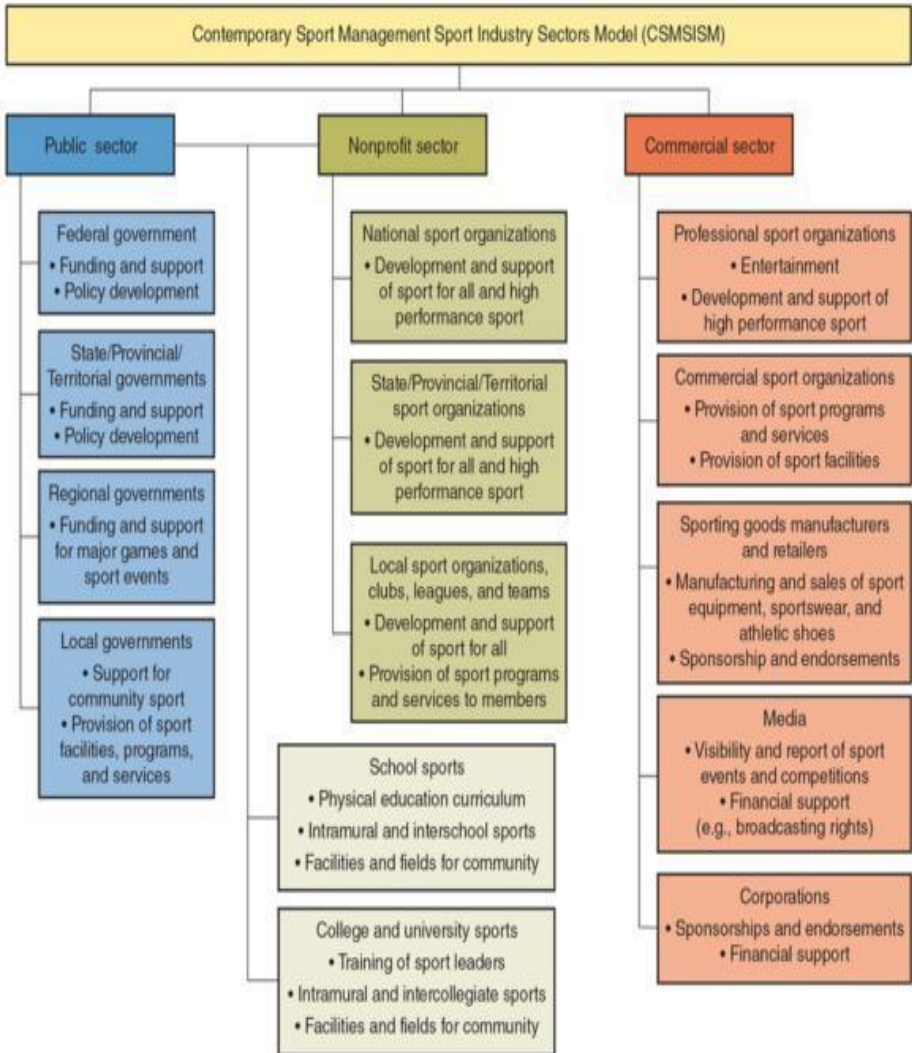 Contemporary Sport Management Sport Industry Sectors Model (CSMSISM)
Public sector
Federal government
• Funding and support
• Policy development
State/Provincial/
Territorial governments
• Funding and support
• Policy development
Regional governments
• Funding and support
for major games and
sport events
Local governments
• Support for
community sport
• Provision of sport
facilities, programs,
and services
Nonprofit sector
National sport organizations
• Development and support
of sport for all and high
performance sport
State/Provincial/Territorial
sport organizations
• Development and support
of sport for all and high
performance sport
Local sport organizations,
clubs, leagues, and teams
• Development and support
of sport for all
• Provision of sport programs
and services to members
School sports
• Physical education curriculum
• Intramural and interschool sports
• Facilities and fields for community
College and university sports
• Training of sport leaders
• Intramural and intercollegiate sports
• Facilities and fields for community
Commercial sector
Professional sport organizations
• Entertainment
• Development and support of
high performance sport
Commercial sport organizations
• Provision of sport programs
and services
• Provision of sport facilities
Sporting goods manufacturers
and retailers
• Manufacturing and sales of sport
equipment, sportswear, and
athletic shoes
• Sponsorship and endorsements
Media
• Visibility and report of sport
events and competitions
• Financial support
(e.g., broadcasting rights)
Corporations
• Sponsorships and endorsements
• Financial support